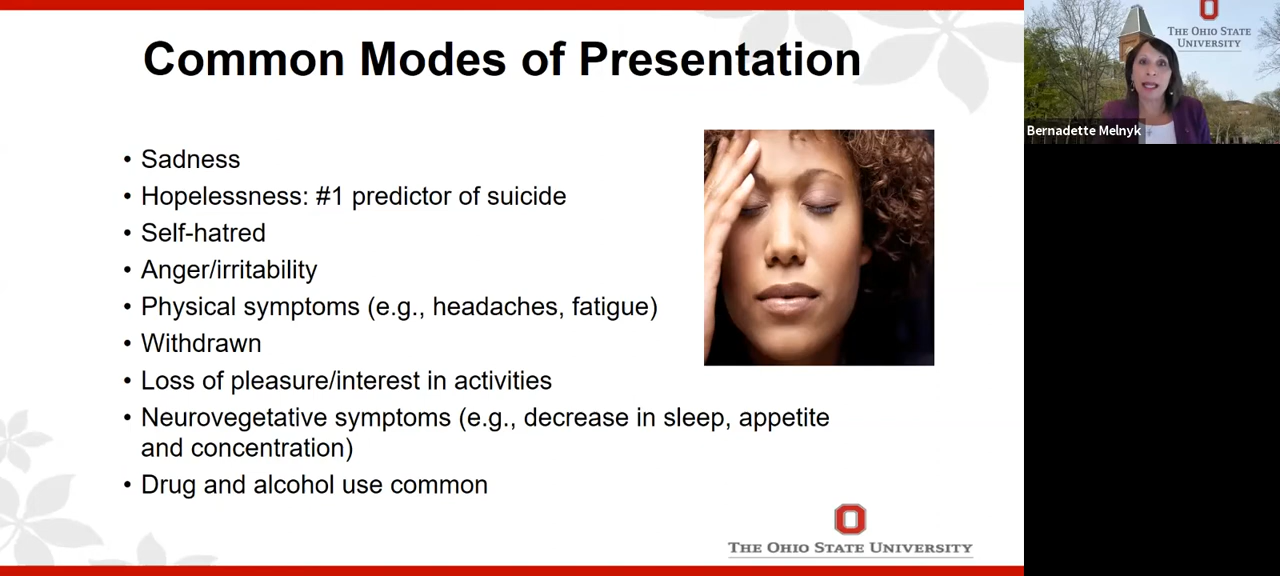 Common Modes of Presentation
• Sadness
• Hopelessness: #1 predictor of suicide
• Self-hatred
• Anger/irritability
• Physical symptoms (e.g., headaches, fatigue)
• Withdrawn
• Loss of pleasure/interest in activities
• Neurovegetative symptoms (e.g., decrease in sleep, appetite
and concentration)
• Drug and alcohol use common
THE OHIO STATE UNIVERSITY
THE OHIO STATE
UNIVERSITY
Bernadette Melnyk